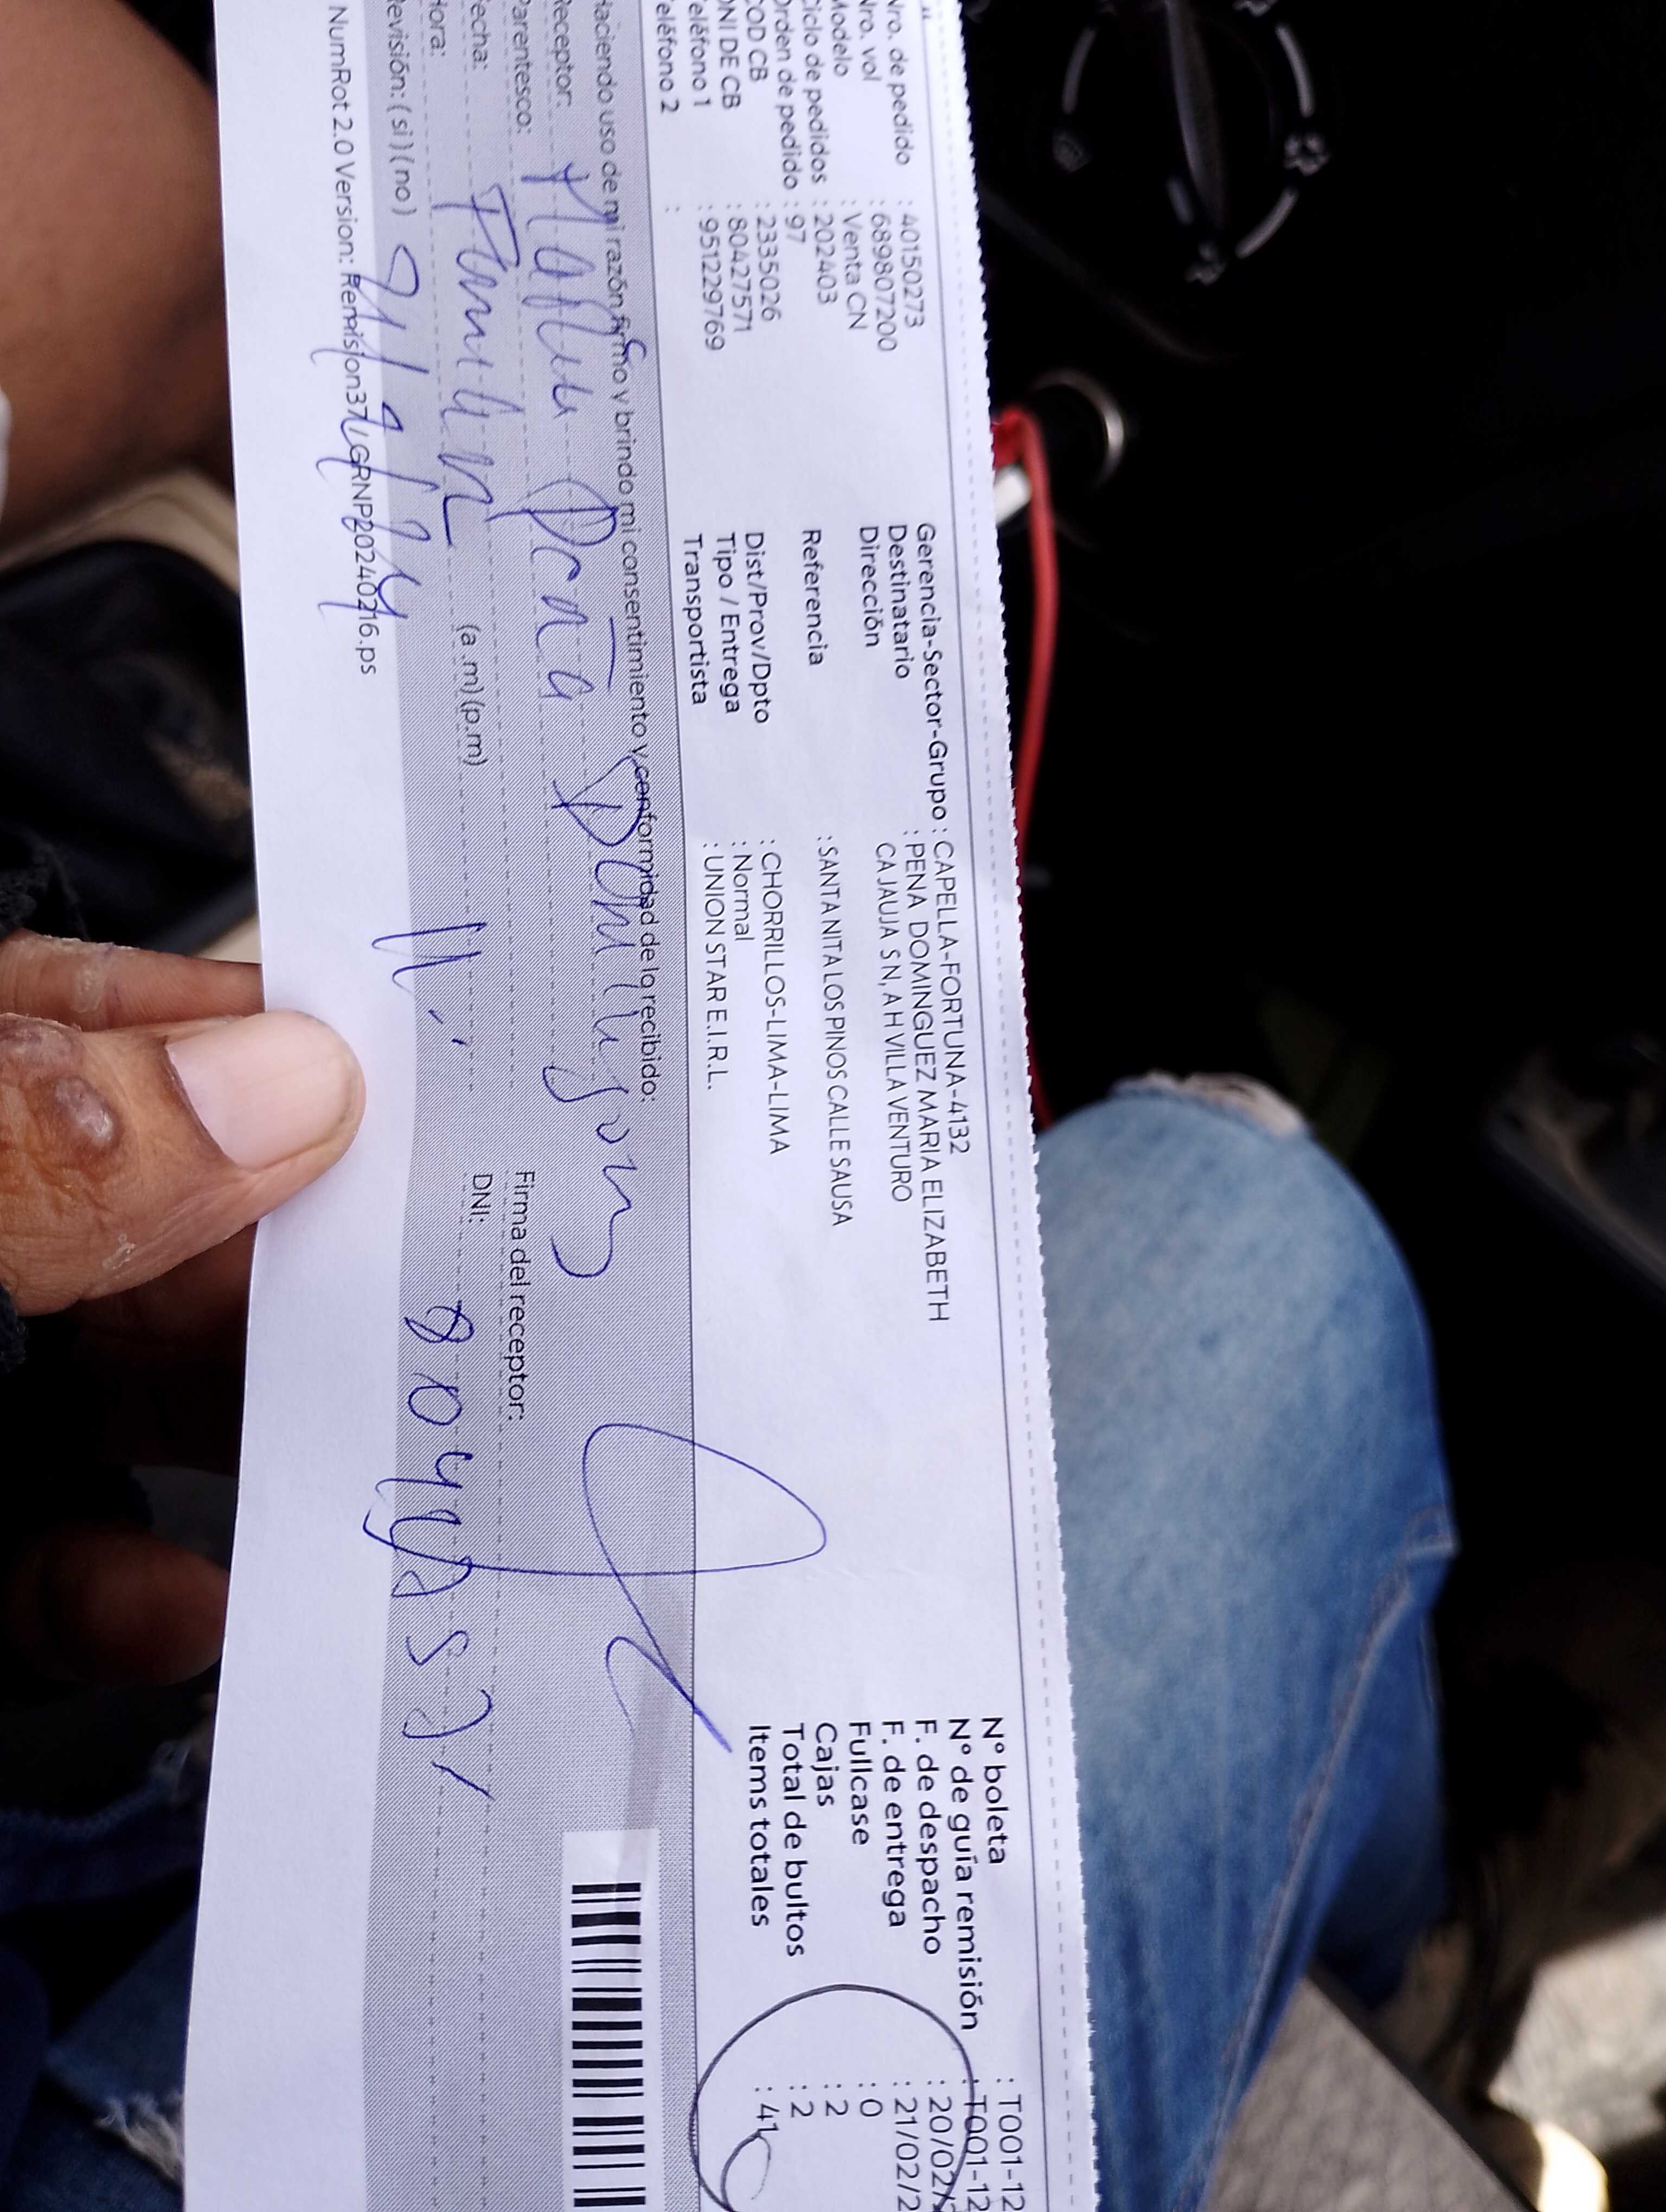 Nro. de pedido : 40150273
Nro. vol : 689807200
Modelo : Venta CN
Ciclo de pedidos : 202403
Orden de pedido : 97
COD CB : 2335026
DNI DE CB : 80427571
Teléfono 1 : 951229769
Teléfono 2 :
Gerencia-Sector-Grupo : CAPELLA-FORTUNA-4132
Destinatario : PENA DOMINGUEZ MARIA ELIZABETH
Dirección CA JAUJA SN, A H VILLA VENTURO
Referencia : SANTA NITA LOS PINOS CALLE SAUSA
Dist/Prov/Dpto : CHORRILLOS-LIMA-LIMA
Tipo / Entrega : Normal
Transportista : UNION STAR E.I.R.L.
N° boleta : T001-12
N° de guía remisión : T001-12
F. de despacho : 20/02/2
F. de entrega : 21/02/2
Fullcase : 0
Cajas : 2
Total de bultos : 2
Items totales : 41
Haciendo uso de mi razón firmo y brindo mi consentimiento y conformidad de lo recibido:
Receptor:
Parentesco:
Fecha:
Hora: (a .m) (p.m)
Revisión: ( si ) ( no )
Firma del receptor:
DNI: 80427571
NumRot 2.0 Version: Remision37/GRNP20240216.ps